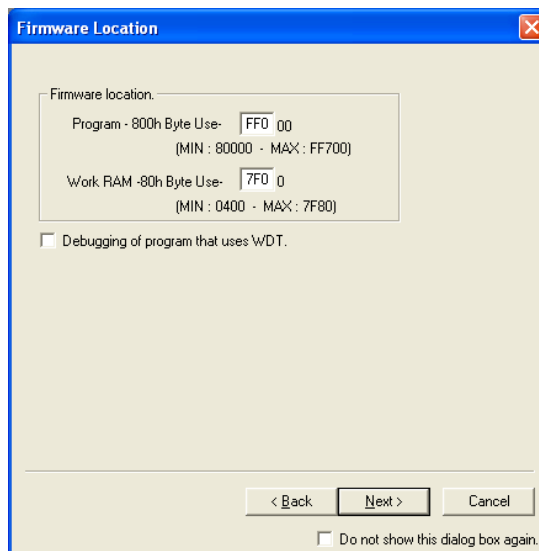 Firmware Location
Firmware location.
Program - 800h Byte Use- FF0 00
(MIN : 80000 - MAX : FF700)
Work RAM -80h Byte Use- 7F0 0
(MIN : 0400 - MAX : 7F80)
Debugging of program that uses WDT.
< Back Next > Cancel
Do not show this dialog box again.